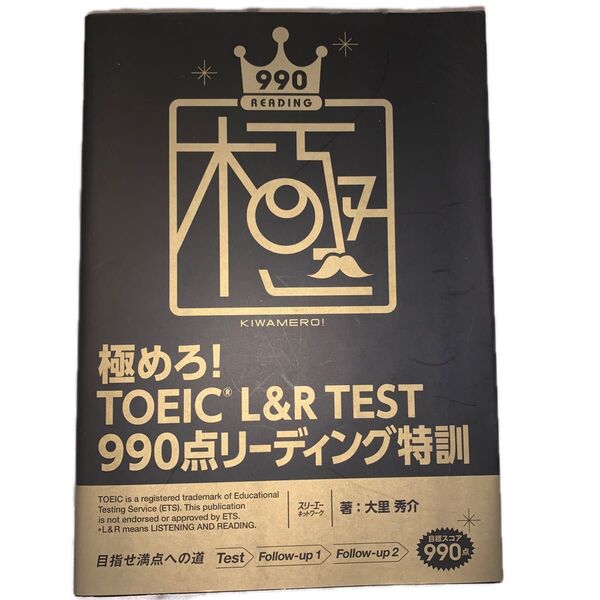 990
READING
極
KIWAMERO!
極めろ!
TOEIC® L&R TEST
990点リーディング特訓
TOEIC is a registered trademark of Educational
Testing Service (ETS). This publication
is not endorsed or approved by ETS.
*L&R means LISTENING AND READING.
スリーエー
ネットワーク
著:大里 秀介
目指せ満点への道 Test Follow-up 1 Follow-up 2
目標スコア
990点